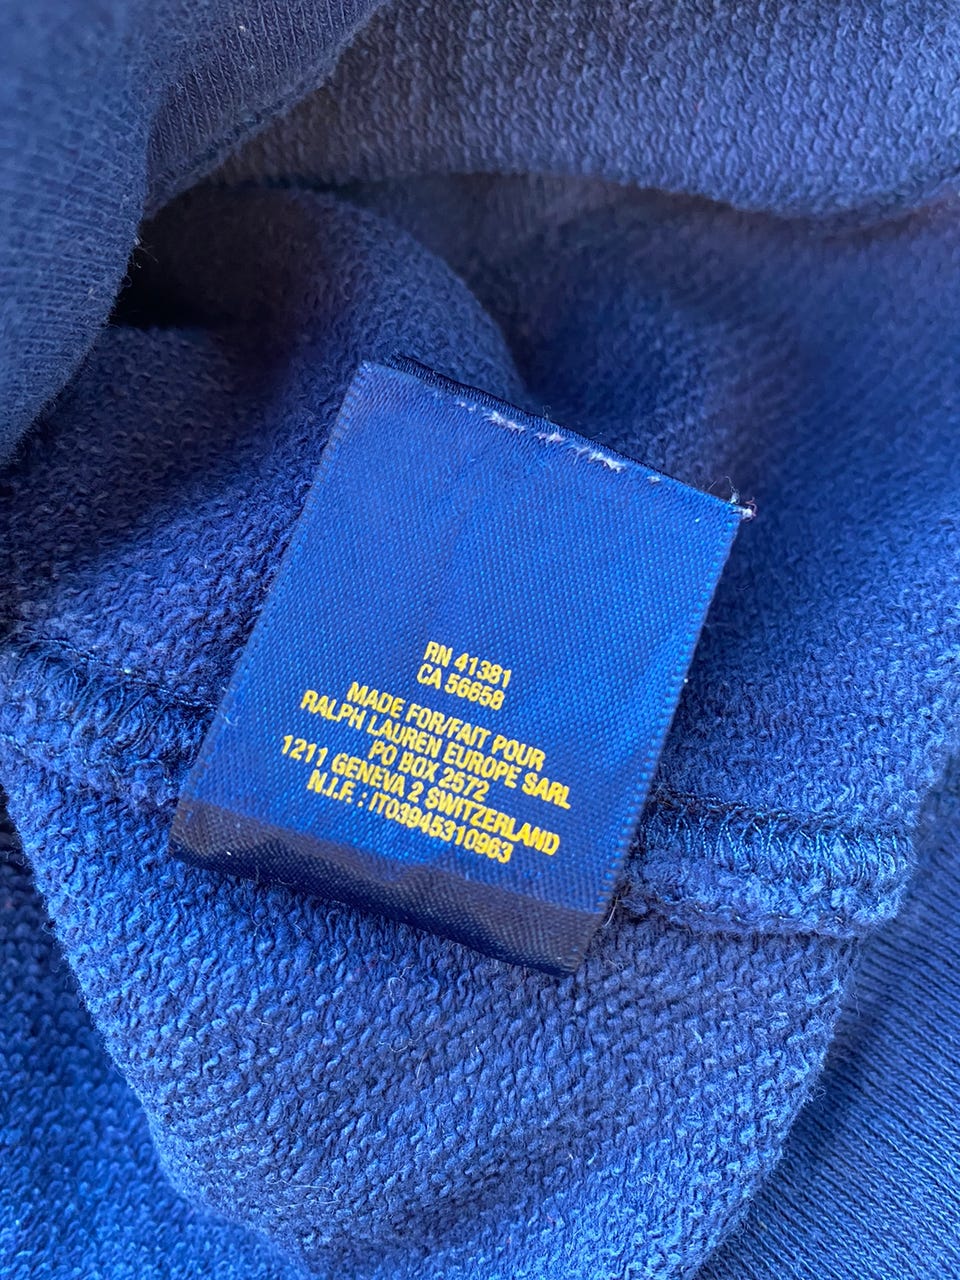 RN 41381
CA 56658
MADE FOR/FAIT POUR
RALPH LAUREN EUROPE SARL
PO BOX 2572
1211 GENEVA 2 SWITZERLAND
N.I.F. : IT03945310963